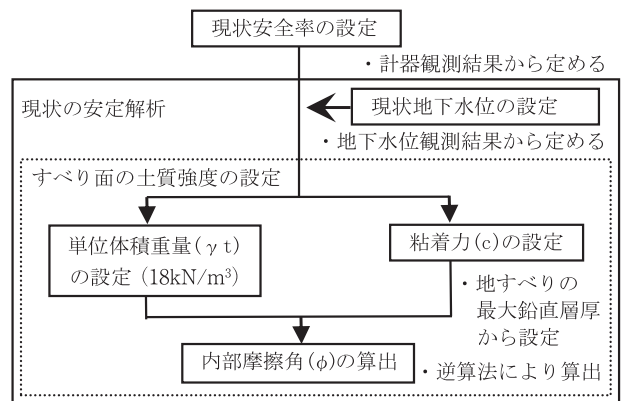 現状安全率の設定
・計器観測結果から定める
現状の安定解析
現状地下水位の設定
・地下水位観測結果から定める
すべり面の土質強度の設定
単位体積重量(γt)
の設定 (18kN/m³)
粘着力(c)の設定
・地すべりの
最大鉛直層厚
から設定
内部摩擦角(φ)の算出
・逆算法により算出